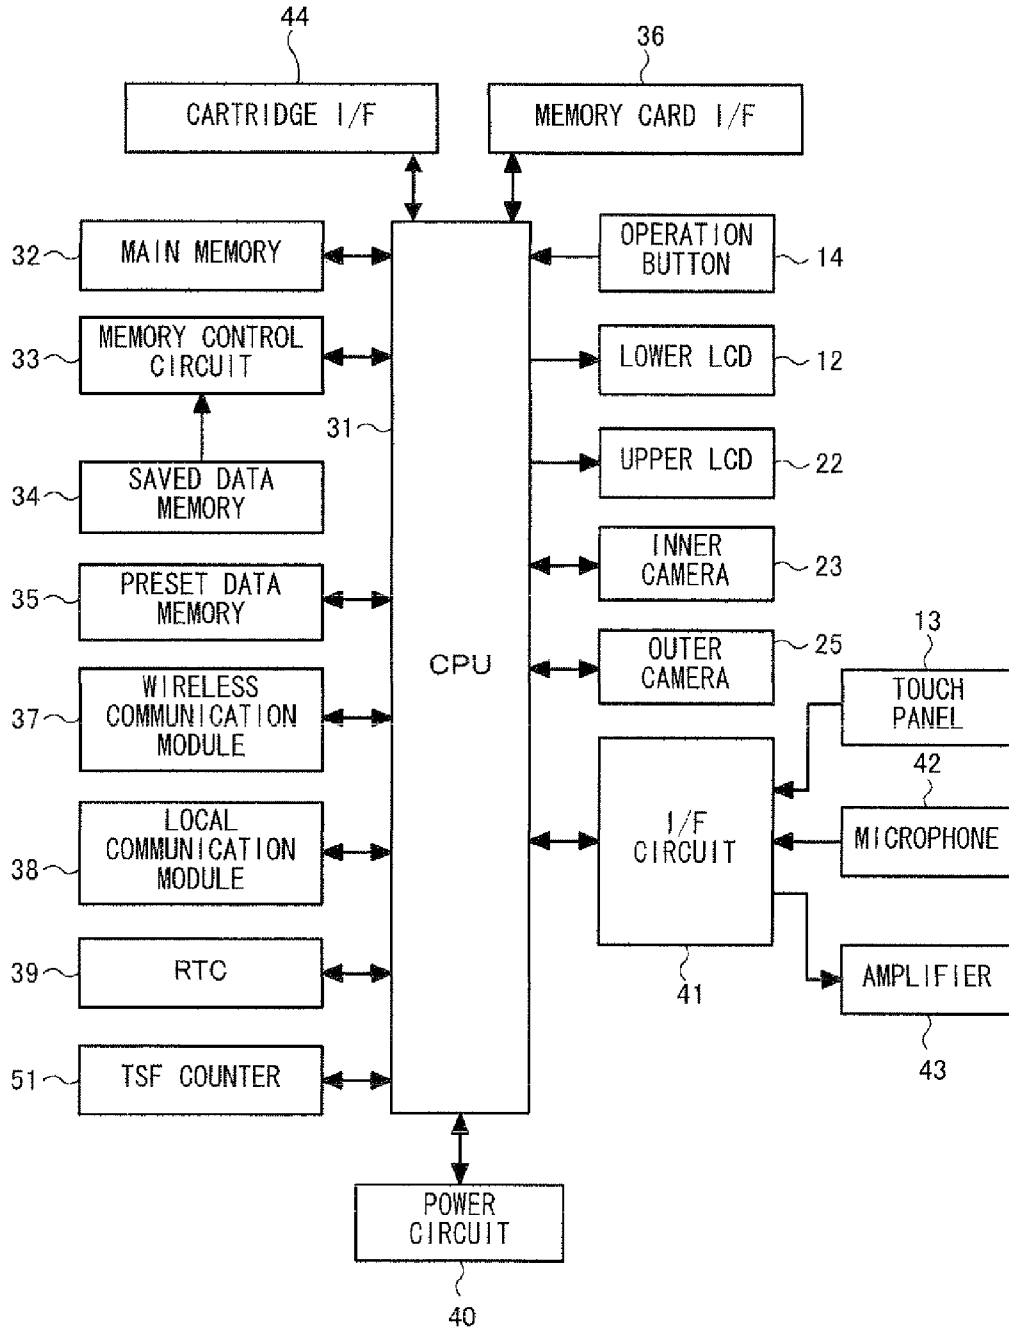 44
36
CARTRIDGE I/F
MEMORY CARD I/F
32
MAIN MEMORY
OPERATION
BUTTON
14
33
MEMORY CONTROL
CIRCUIT
LOWER LCD
12
31
34
SAVED DATA
MEMORY
UPPER LCD
22
INNER
CAMERA
23
35
PRESET DATA
MEMORY
CPU
OUTER
CAMERA
25
13
TOUCH
PANEL
37
WIRELESS
COMMUNICATION
MODULE
42
I/F
CIRCUIT
MICROPHONE
38
LOCAL
COMMUNICATION
MODULE
39
RTC
41
AMPLIFIER
43
51
TSF COUNTER
POWER
CIRCUIT
40